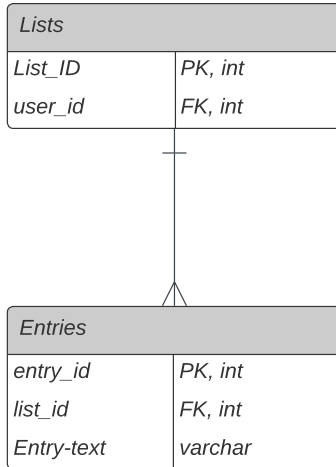 Lists
List_ID PK, int
user_id FK, int
Entries
entry_id PK, int
list_id FK, int
Entry-text varchar